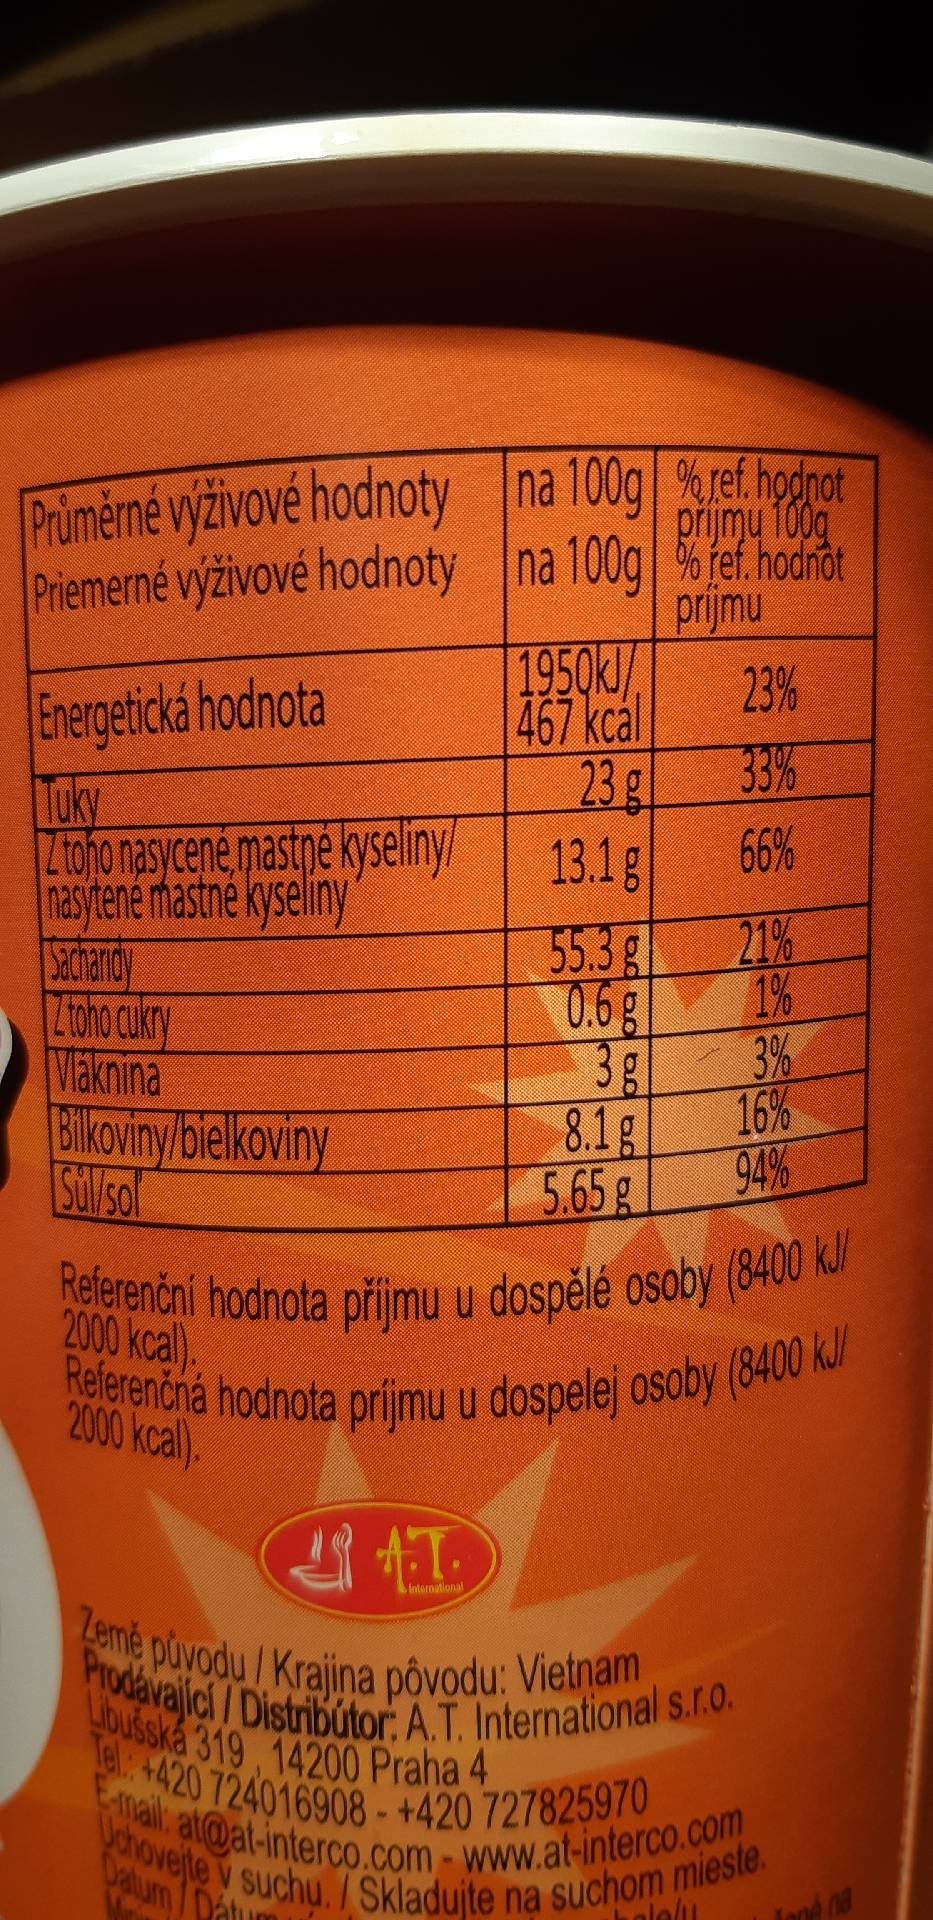 Průměrné výživové hodnoty na 100g % ref. hodnot příjmu 100g
Priemerné výživové hodnoty na 100g % ref. hodnôt príjmu
Energetická hodnota 1950kJ/ 467 kcal 23%
Tuky 23 g 33%
Z toho nasycené mastné kyseliny/ nasýtené mastné kyseliny 13.1 g 66%
Sacharidy 55.3 g 21%
Z toho cukry 0.6 g 1%
Vláknina 3 g 3%
Bílkoviny/bielkoviny 8.1 g 16%
Sůl/soľ 5.65 g 94%
Referenční hodnota příjmu u dospělé osoby (8400 kJ/
2000 kcal).
Referenčná hodnota príjmu u dospelej osoby (8400 kJ/
2000 kcal).
A.T.
International
Země původu / Krajina pôvodu: Vietnam
Prodávající / Distribútor: A.T. International s.r.o.
Libušská 319 , 14200 Praha 4
Tel.: +420 724016908 - +420 727825970
E-mail: at@at-interco.com - www.at-interco.com
Uchovejte v suchu. / Skladujte na suchom mieste.
Datum / Dátum